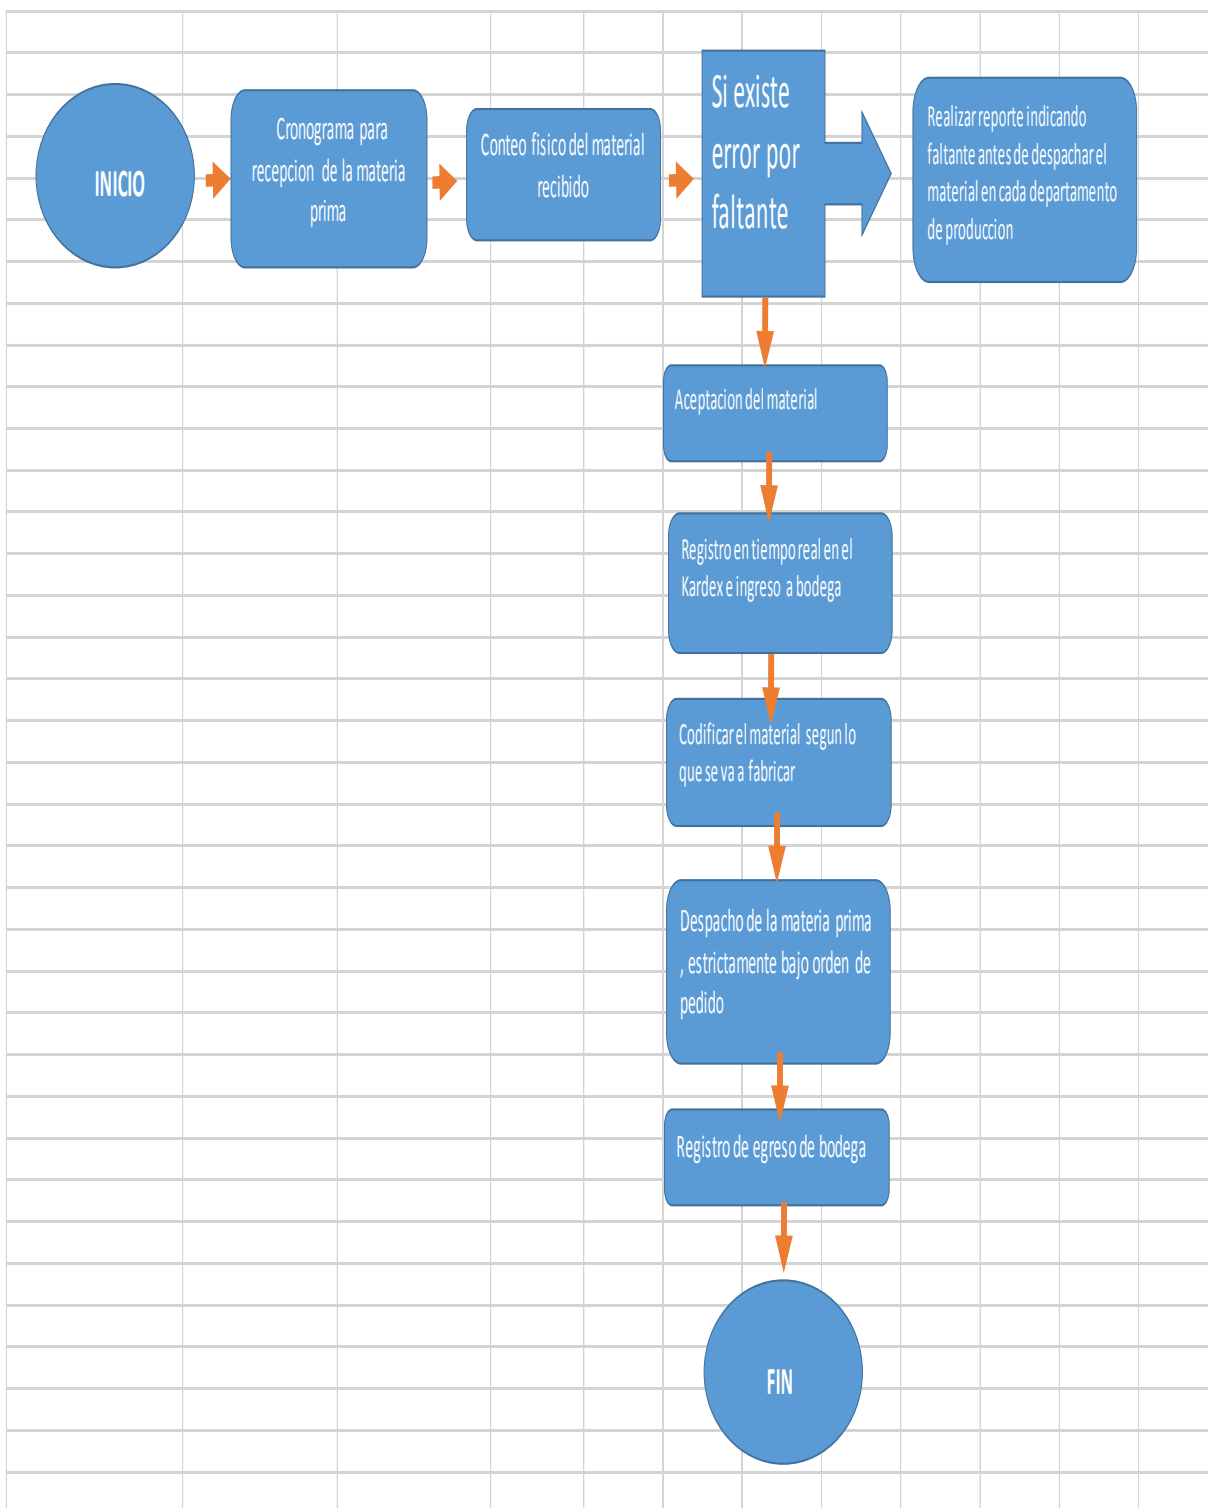 INICIO
Cronograma para
recepcion de la materia
prima
Conteo fisico del material
recibido
Si existe
error por
faltante
Realizar reporte indicando
faltante antes de despachar el
material en cada departamento
de produccion
Aceptacion del material
Registro en tiempo real en el
Kardex e ingreso a bodega
Codificar el material segun lo
que se va a fabricar
Despacho de la materia prima
, estrictamente bajo orden de
pedido
Registro de egreso de bodega
FIN